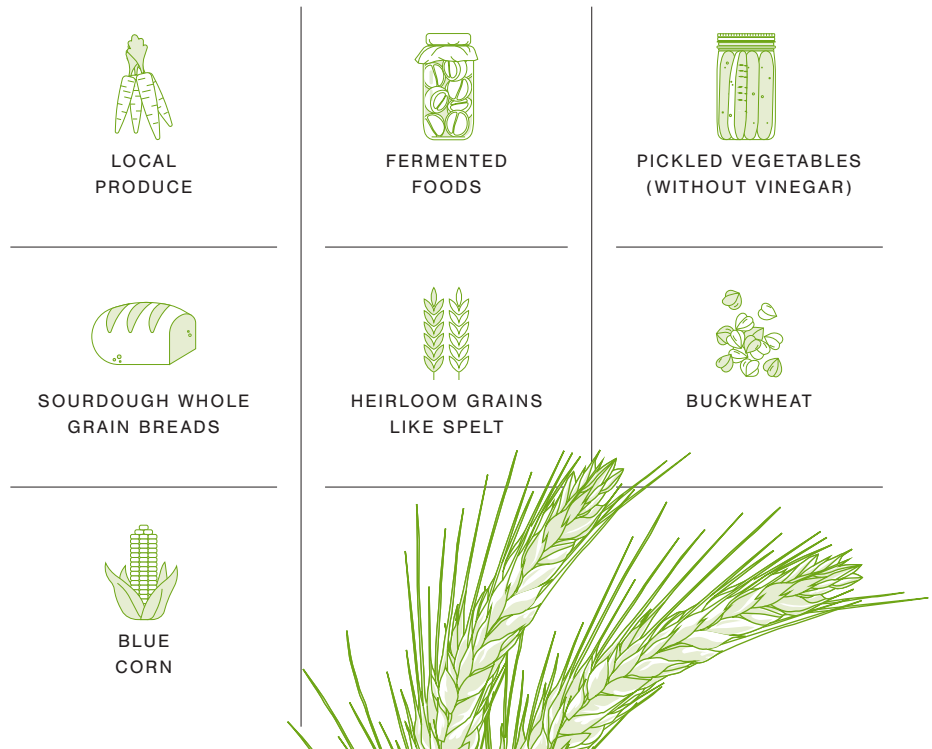 LOCAL
PRODUCE
FERMENTED
FOODS
PICKLED VEGETABLES
(WITHOUT VINEGAR)
SOURDOUGH WHOLE
GRAIN BREADS
HEIRLOOM GRAINS
LIKE SPELT
BUCKWHEAT
BLUE
CORN